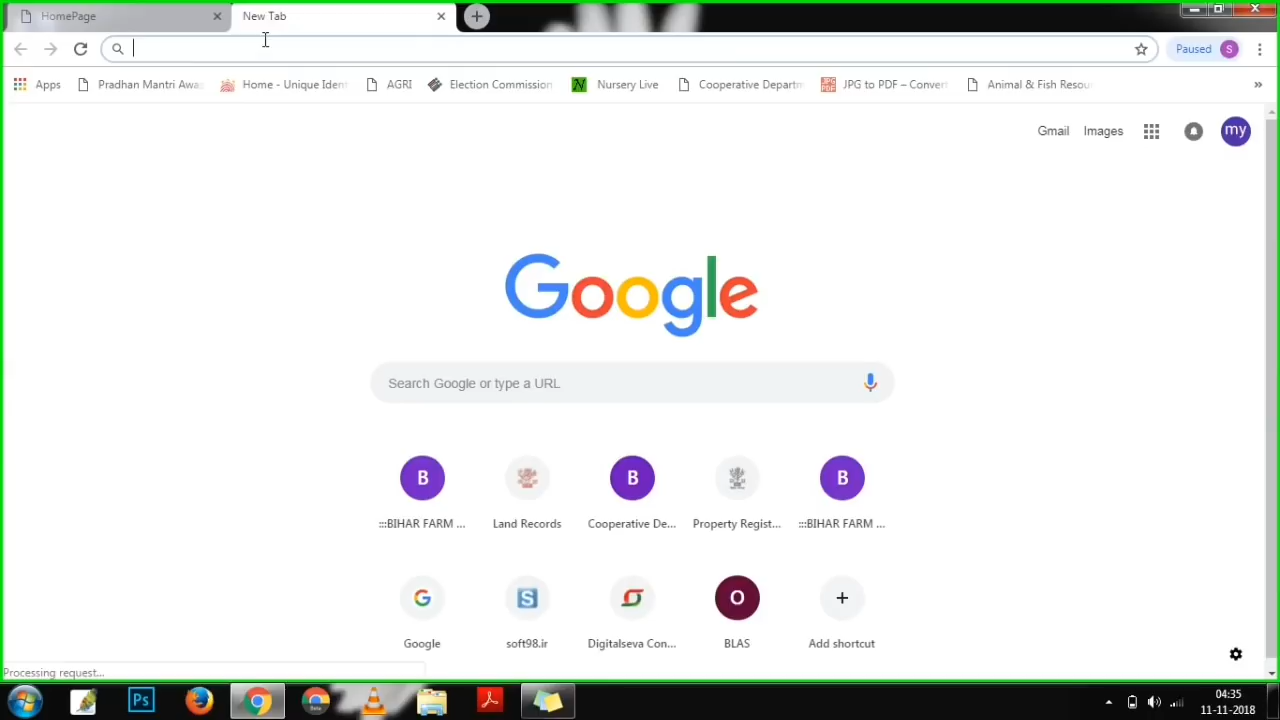 HomePage
New Tab
Paused
S
Apps
Pradhan Mantri Awa
Home - Unique Iden
AGRI
Election Commission
Nursery Live
Cooperative Departm
JPG to PDF – Conver
Animal & Fish Resou
»
Gmail
Images
my
Google
Search Google or type a URL
B
B
B
:::BIHAR FARM ...
Land Records
Cooperative De...
Property Regist...
:::BIHAR FARM ...
G
S
O
Google
soft98.ir
Digitalseva Con...
BLAS
Add shortcut
Processing request...
Ps
Beta
04:35
11-11-2018